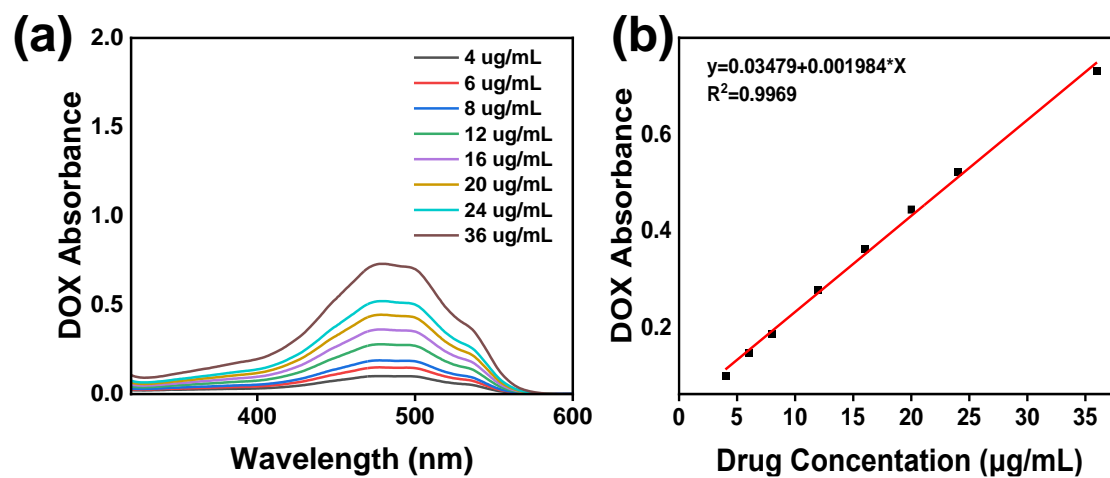 (a)
DOX Absorbance
2.0
1.5
1.0
0.5
0.0
4 ug/mL
6 ug/mL
8 ug/mL
12 ug/mL
16 ug/mL
20 ug/mL
24 ug/mL
36 ug/mL
400
500
600
Wavelength (nm)
(b)
DOX Absorbance
0.6
0.4
0.2
y=0.03479+0.001984*X
R²=0.9969
0
5
10
15
20
25
30
35
Drug Concentation (μg/mL)